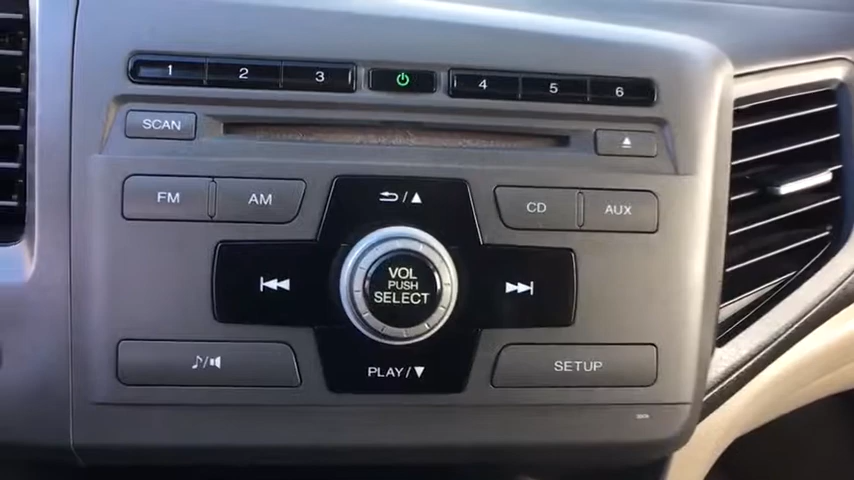 1 2 3 4 5 6
SCAN
FM AM CD AUX
VOL
PUSH
SELECT
PLAY/▼
SETUP